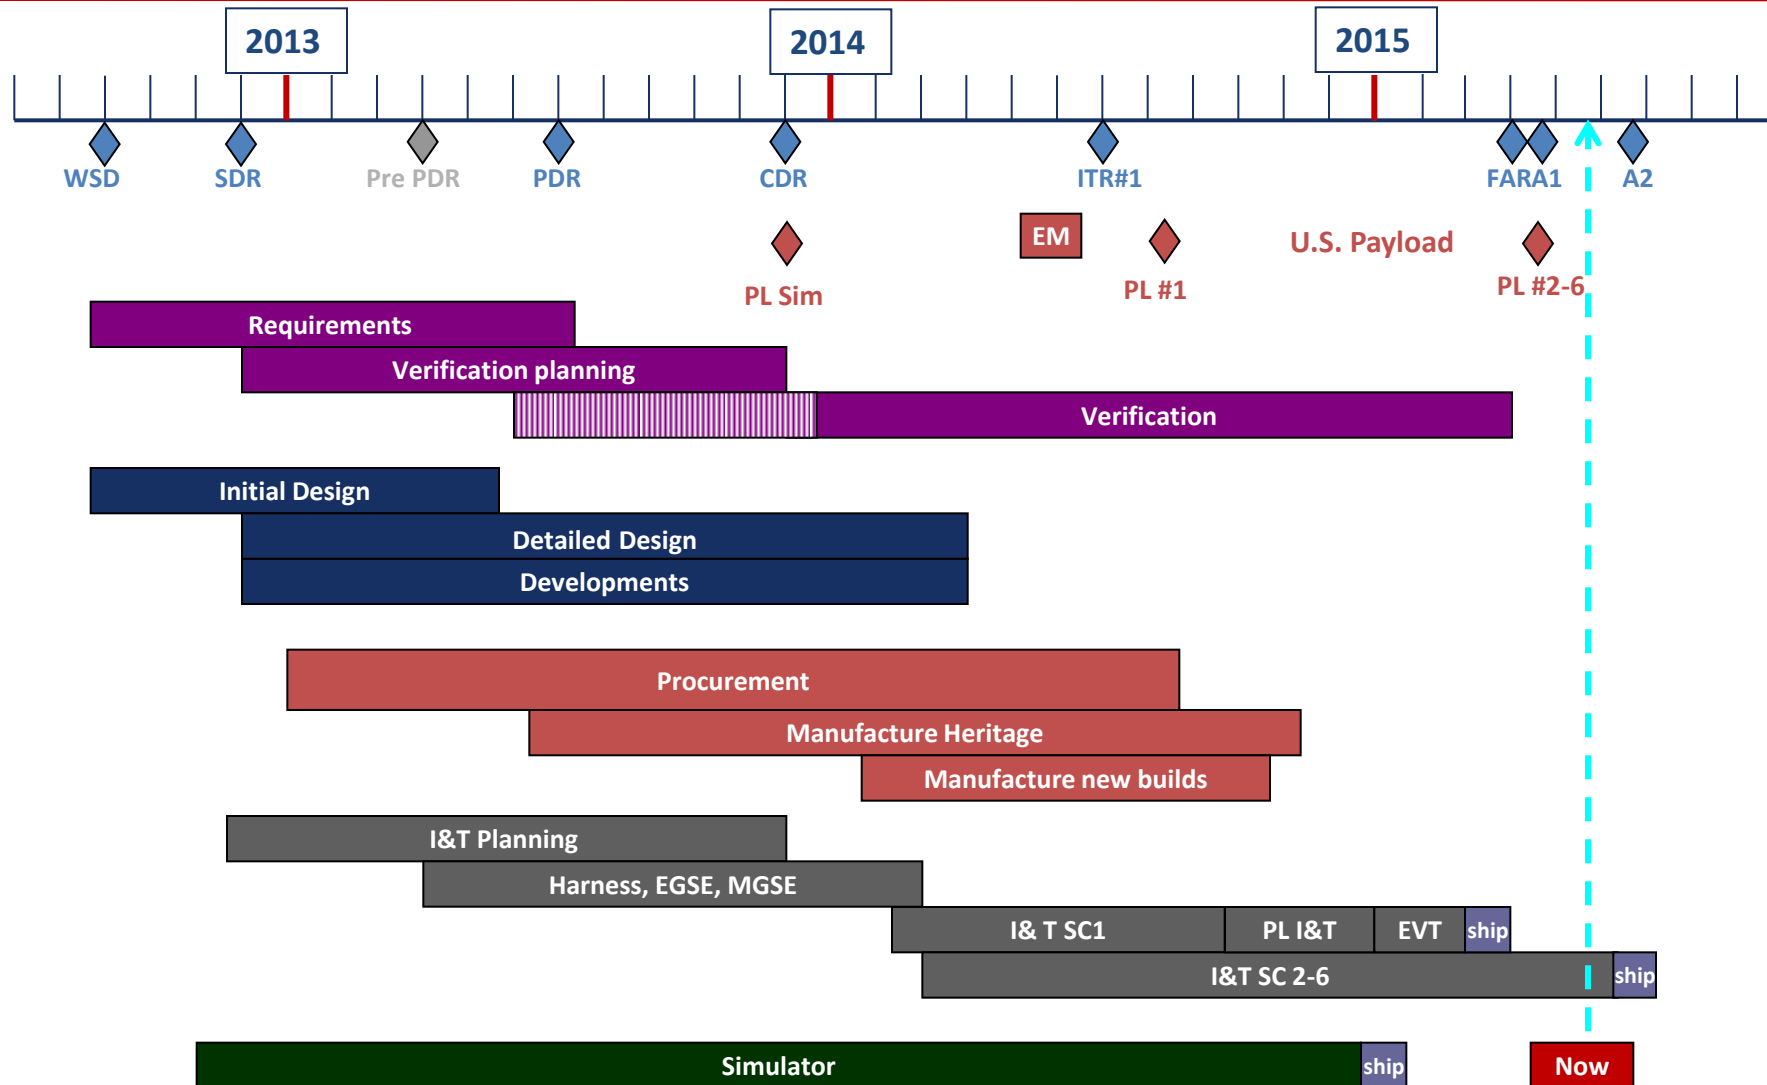 2013
2014
2015
WSD
SDR
Pre PDR
PDR
CDR
ITR#1
FARA1
A2
EM
U.S. Payload
PL Sim
PL #1
PL #2-6
Requirements
Verification planning
Verification
Initial Design
Detailed Design
Developments
Procurement
Manufacture Heritage
Manufacture new builds
I&T Planning
Harness, EGSE, MGSE
I& T SC1
PL I&T
EVT
ship
I&T SC 2-6
ship
Simulator
ship
Now